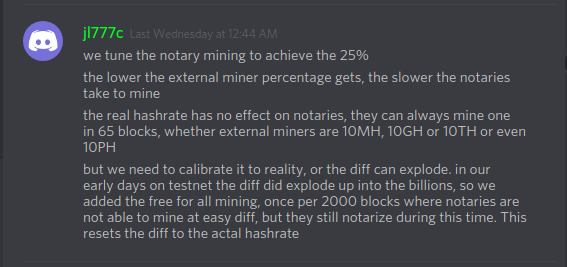 jl777c Last Wednesday at 12:44 AM
we tune the notary mining to achieve the 25%
the lower the external miner percentage gets, the slower the notaries
take to mine
the real hashrate has no effect on notaries, they can always mine one
in 65 blocks, whether external miners are 10MH, 10GH or 10TH or even
10PH
but we need to calibrate it to reality, or the diff can explode. in our
early days on testnet the diff did explode up into the billions, so we
added the free for all mining, once per 2000 blocks where notaries are
not able to mine at easy diff, but they still notarize during this time. This
resets the diff to the actal hashrate